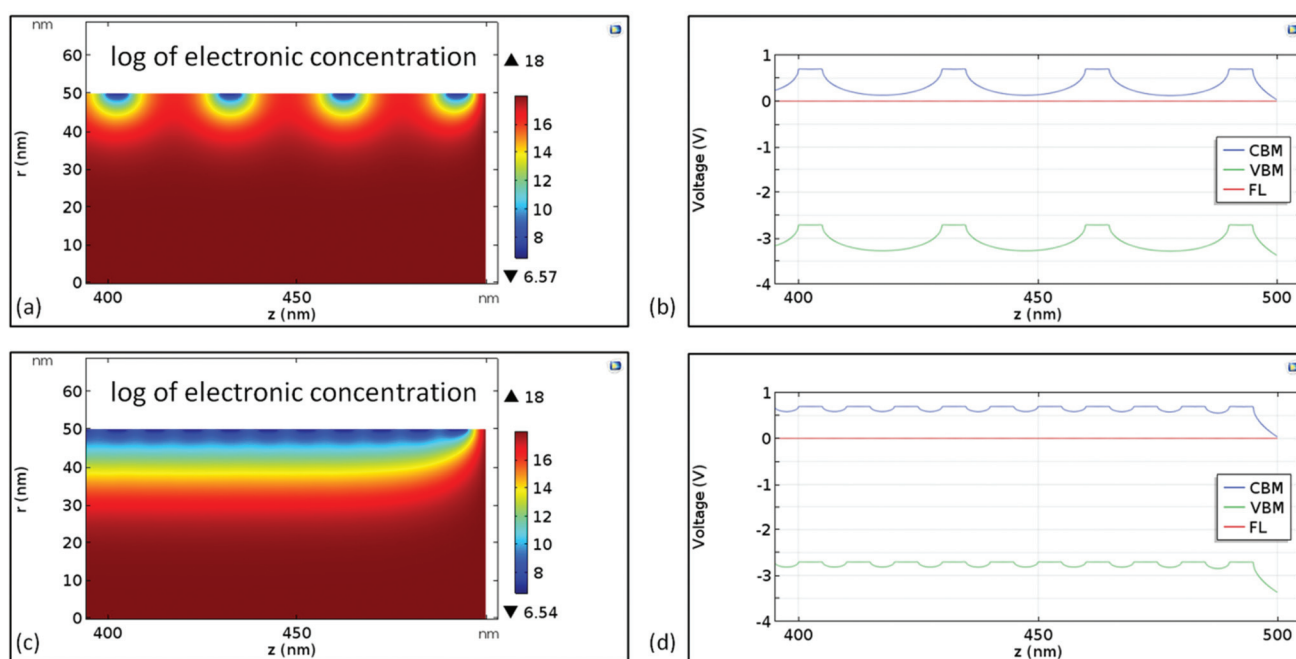 nm
log of electronic concentration
▲ 18
60
50
40
30
20
10
0
r (nm)
16
14
12
10
8
▼ 6.57
400
450
nm
z (nm)
(a)
1
0
-1
-2
-3
-4
Voltage (V)
CBM
VBM
FL
400
450
500
z (nm)
(b)
nm
log of electronic concentration
▲ 18
60
50
40
30
20
10
0
r (nm)
16
14
12
10
8
▼ 6.54
400
450
nm
z (nm)
(c)
1
0
-1
-2
-3
-4
Voltage (V)
CBM
VBM
FL
400
450
500
z (nm)
(d)